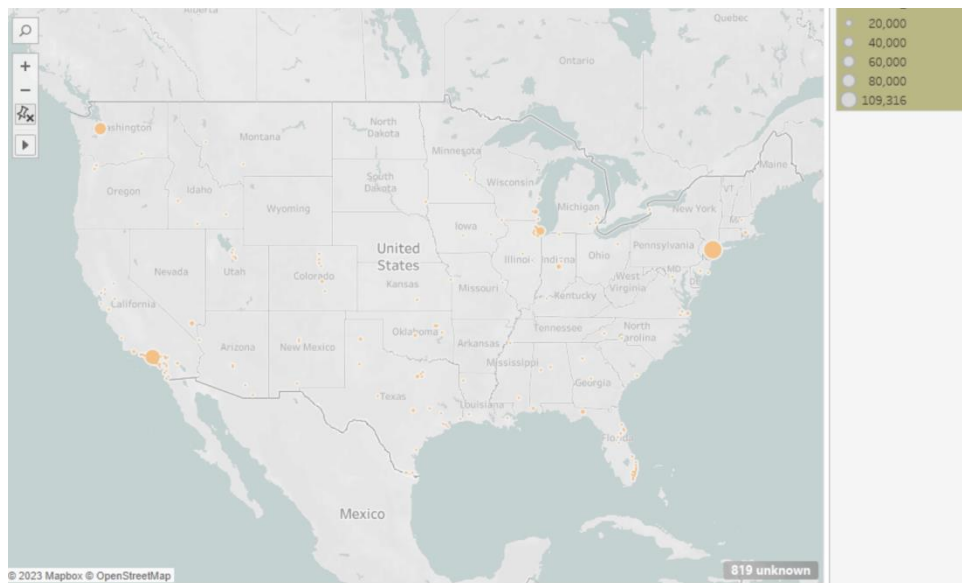 Alberta
Quebec
Ontario
20,000
40,000
60,000
80,000
109,316
Washington
Montana
North
Dakota
Minnesota
Maine
Oregon
Idaho
South
Dakota
Wisconsin
Michigan
VT
New York
Wyoming
Iowa
Nevada
Utah
Colorado
United
States
Kansas
Illinoi
Indiana
Ohio
Pennsylvania
MD
DE
West
Virginia
Missouri
Kentucky
California
Arizona
New Mexico
Oklahoma
Arkansas
Tennessee
North
Carolina
Mississippi
Georgia
Texas
Louisiana
Florida
Mexico
819 unknown
© 2023 Mapbox © OpenStreetMap